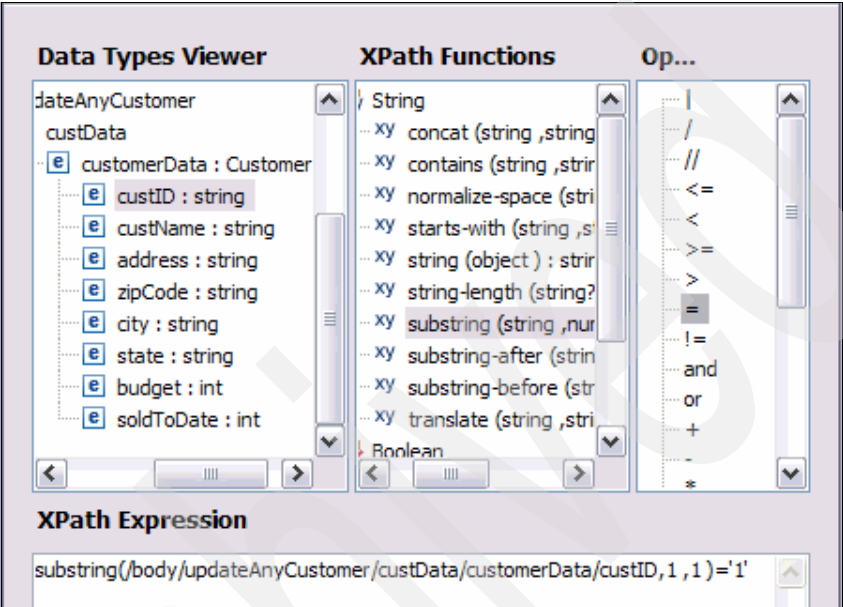 Data Types Viewer
dateAnyCustomer
custData
e customerData : Customer
e custID : string
e custName : string
e address : string
e zipCode : string
e city : string
e state : string
e budget : int
e soldToDate : int
XPath Functions
String
xy concat (string ,string
xy contains (string ,strir
xy normalize-space (stri
xy starts-with (string ,st
xy string (object ) : strir
xy string-length (string?
xy substring (string ,nur
xy substring-after (strin
xy substring-before (str
xy translate (string ,stri
Boolean
Op...
|
/
//
<=
<
>=
>
=
!=
and
or
+
-
*
XPath Expression
substring(/body/updateAnyCustomer/custData/customerData/custID,1 ,1 )='1'